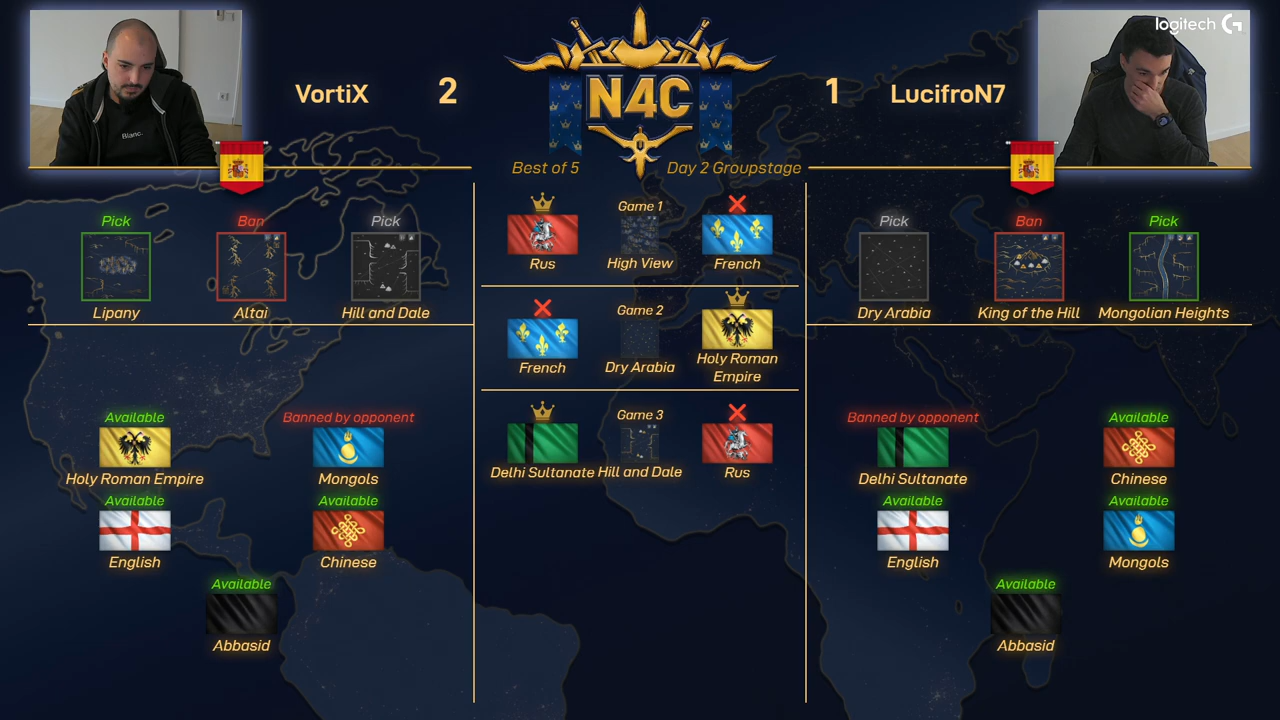 logitech G
VortiX 2
N4C
1 LucifroN7
Blanc.
U
Best of 5
Day 2 Groupstage
Pick
Ban
Pick
Lipany
Altai
Hill and Dale
Game 1
Rus
High View
French
Game 2
French
Dry Arabia
Holy Roman
Empire
Game 3
Delhi Sultanate
Hill and Dale
Rus
Pick
Ban
Pick
Dry Arabia
King of the Hill
Mongolian Heights
Available
Banned by opponent
Holy Roman Empire
Mongols
Available
Available
English
Chinese
Available
Abbasid
Banned by opponent
Available
Delhi Sultanate
Chinese
Available
Available
English
Mongols
Available
Abbasid